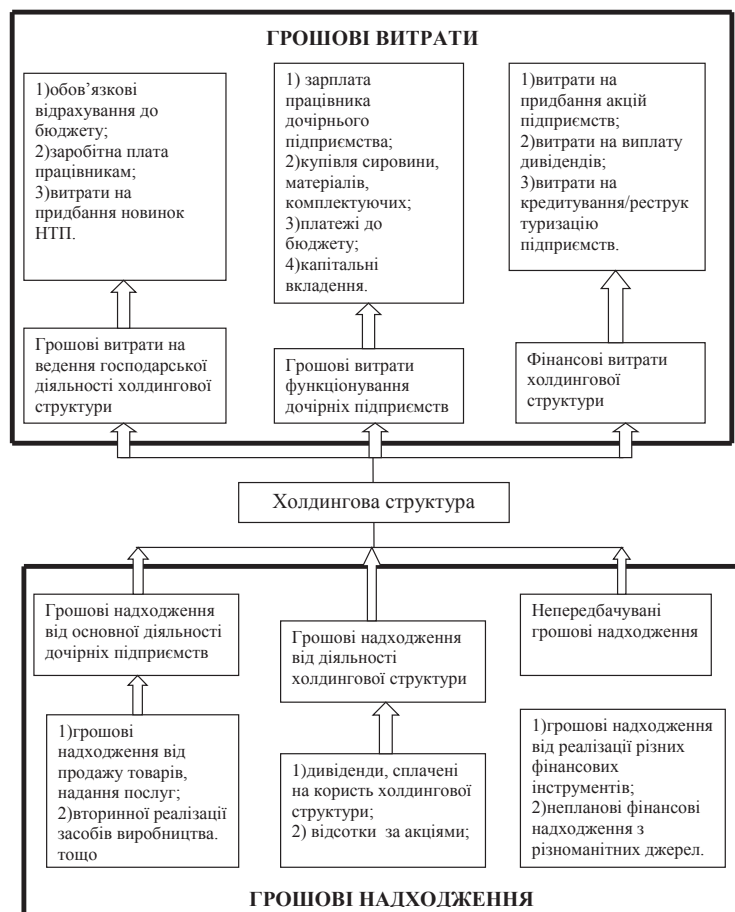 ГРОШОВІ ВИТРАТИ
1)обов’язкові
відрахування до
бюджету;
2)заробітна плата
працівникам;
3)витрати на
придбання новинок
НТП.
1) зарплата
працівника
дочірнього
підприємства;
2)купівля сировини,
матеріалів,
комплектуючих;
3)платежі до
бюджету;
4)капітальні
вкладення.
1)витрати на
придбання акцій
підприємств;
2)витрати на виплату
дивідендів;
3)витрати на
кредитування/реструк
туризацію
підприємств.
Грошові витрати на
ведення господарської
діяльності холдингової
структури
Грошові витрати
функціонування
дочірніх підприємств
Фінансові витрати
холдингової
структури
Холдингова структура
Грошові надходження
від основної діяльності
дочірніх підприємств
Грошові надходження
від діяльності
холдингової структури
Непередбачувані
грошові надходження
1)грошові
надходження від
продажу товарів,
надання послуг;
2)вторинної реалізації
засобів виробництва.
тощо
1)дивіденди, сплачені
на користь холдингової
структури;
2) відсотки за акціями;
1)грошові надходження
від реалізації різних
фінансових
інструментів;
2)непланові фінансові
надходження з
різноманітних джерел.
ГРОШОВІ НАДХОДЖЕННЯ